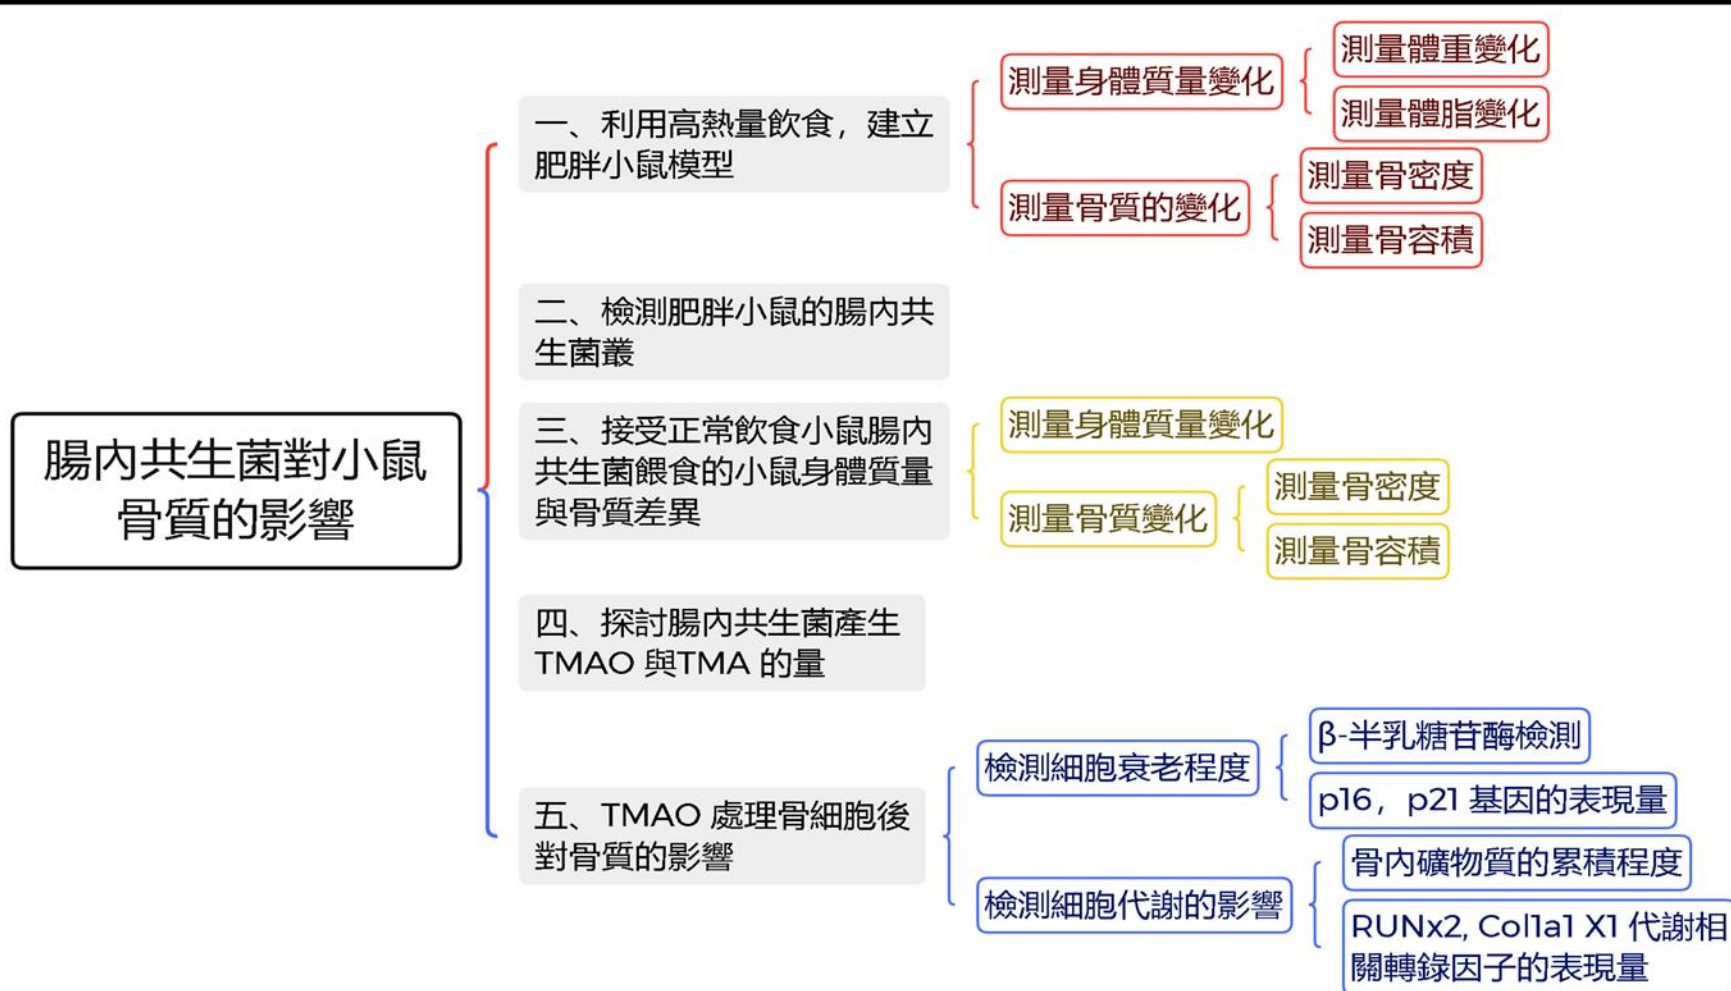 腸內共生菌對小鼠
骨質的影響
一、利用高熱量飲食，建立
肥胖小鼠模型
測量身體質量變化
測量體重變化
測量體脂變化
測量骨質的變化
測量骨密度
測量骨容積
二、檢測肥胖小鼠的腸內共
生菌叢
三、接受正常飲食小鼠腸內
共生菌餵食的小鼠身體質量
與骨質差異
測量身體質量變化
測量骨質變化
測量骨密度
測量骨容積
四、探討腸內共生菌產生
TMAO 與TMA 的量
五、TMAO 處理骨細胞後
對骨質的影響
檢測細胞衰老程度
β-半乳糖苷酶檢測
p16，p21 基因的表現量
檢測細胞代謝的影響
骨內礦物質的累積程度
RUNx2, Col1a1 X1 代謝相
關轉錄因子的表現量